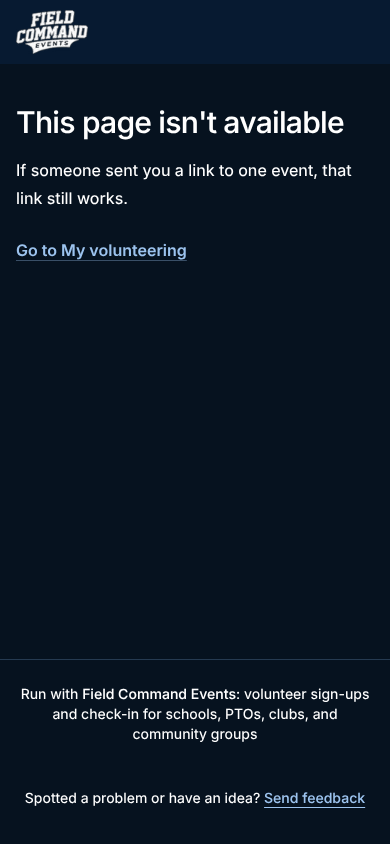 FIELD
COMMAND
EVENTS
This page isn't available
If someone sent you a link to one event, that
link still works.
Go to My volunteering
Run with Field Command Events: volunteer sign-ups
and check-in for schools, PTOs, clubs, and
community groups
Spotted a problem or have an idea? Send feedback